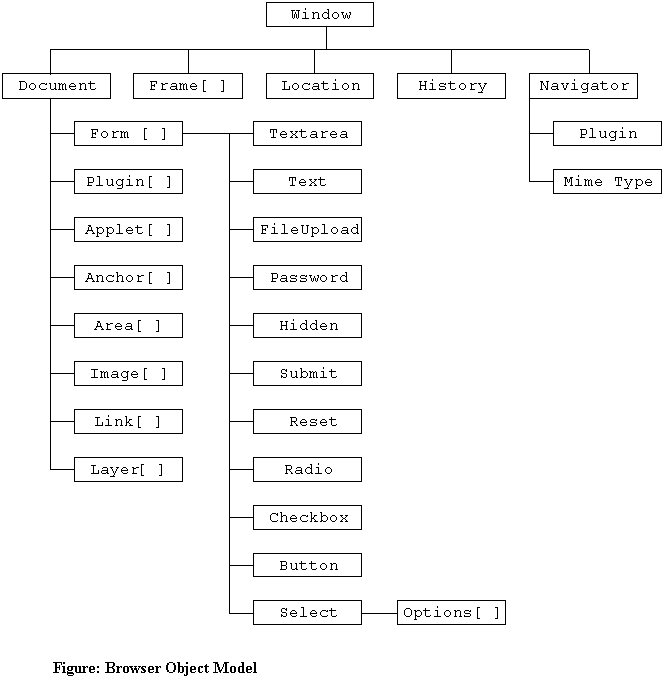 Window
Document
Frame[ ]
Location
History
Navigator
Form [ ]
Textarea
Plugin
Plugin[ ]
Text
Mime Type
Applet[ ]
FileUpload
Anchor[ ]
Password
Area[ ]
Hidden
Image[ ]
Submit
Link[ ]
Reset
Layer[ ]
Radio
Checkbox
Button
Select
Options[ ]
Figure: Browser Object Model